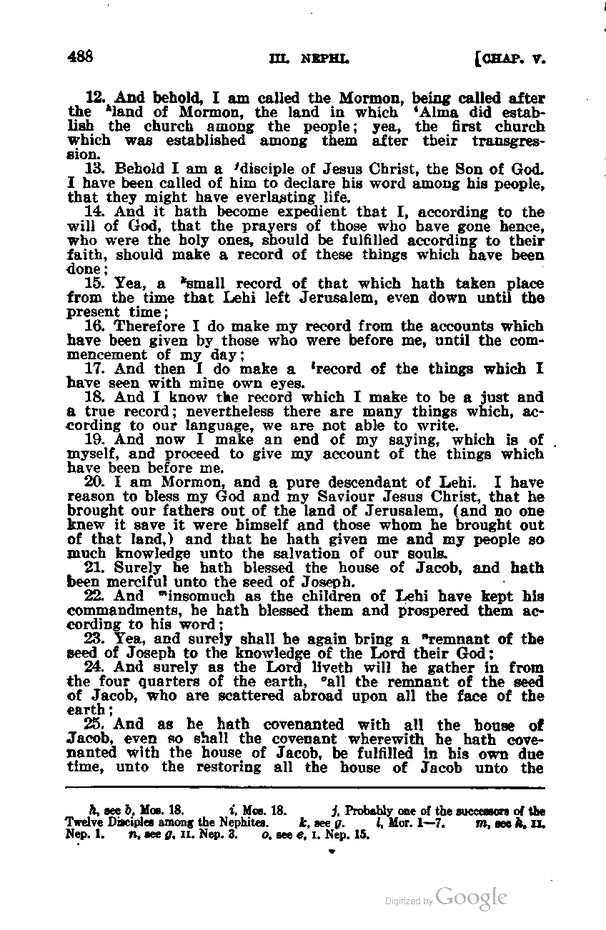 488 III. NEPHI. [CHAP. V.
12. And behold, I am called the Mormon, being called after
the ʰland of Mormon, the land in which ⁱAlma did estab-
lish the church among the people; yea, the first church
which was established among them after their transgres-
sion.
13. Behold I am a ʲdisciple of Jesus Christ, the Son of God.
I have been called of him to declare his word among his people,
that they might have everlasting life.
14. And it hath become expedient that I, according to the
will of God, that the prayers of those who have gone hence,
who were the holy ones, should be fulfilled according to their
faith, should make a record of these things which have been
done;
15. Yea, a ᵏsmall record of that which hath taken place
from the time that Lehi left Jerusalem, even down until the
present time;
16. Therefore I do make my record from the accounts which
have been given by those who were before me, until the com-
mencement of my day;
17. And then I do make a ˡrecord of the things which I
have seen with mine own eyes.
18. And I know the record which I make to be a just and
a true record; nevertheless there are many things which, ac-
cording to our language, we are not able to write.
19. And now I make an end of my saying, which is of
myself, and proceed to give my account of the things which
have been before me.
20. I am Mormon, and a pure descendant of Lehi. I have
reason to bless my God and my Saviour Jesus Christ, that he
brought our fathers out of the land of Jerusalem, (and no one
knew it save it were himself and those whom he brought out
of that land,) and that he hath given me and my people so
much knowledge unto the salvation of our souls.
21. Surely he hath blessed the house of Jacob, and hath
been merciful unto the seed of Joseph.
22. And ᵐinsomuch as the children of Lehi have kept his
commandments, he hath blessed them and prospered them ac-
cording to his word;
23. Yea, and surely shall he again bring a ⁿremnant of the
seed of Joseph to the knowledge of the Lord their God;
24. And surely as the Lord liveth will he gather in from
the four quarters of the earth, ᵒall the remnant of the seed
of Jacob, who are scattered abroad upon all the face of the
earth;
25. And as he hath covenanted with all the house of
Jacob, even so shall the covenant wherewith he hath cove-
nanted with the house of Jacob, be fulfilled in his own due
time, unto the restoring all the house of Jacob unto the
h, see b, Mos. 18. i, Mos. 18. j, Probably one of the successors of the
Twelve Disciples among the Nephites. k, see g. l, Mor. 1—7. m, see h, II.
Nep. 1. n, see g, II. Nep. 3. o, see e, I. Nep. 15.
Digitized by Google